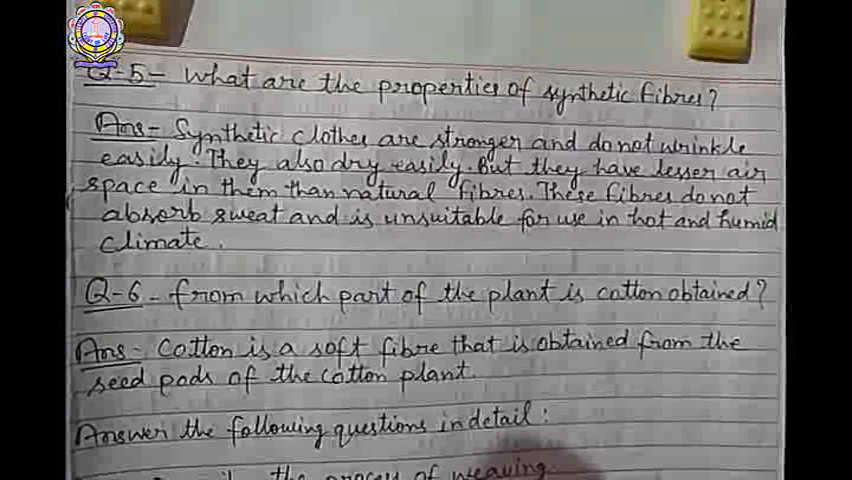 Q-5- What are the properties of synthetic fibres?
Ans- Synthetic clothes are stronger and do not wrinkle
easily. They also dry easily. But they have lesser air
space in them than natural fibres. These fibres do not
absorb sweat and is unsuitable for use in hot and humid
climate.
Q-6- From which part of the plant is cotton obtained?
Ans- Cotton is a soft fibre that is obtained from the
seed pods of the cotton plant.
Answer the following questions in detail:
the process of weaving